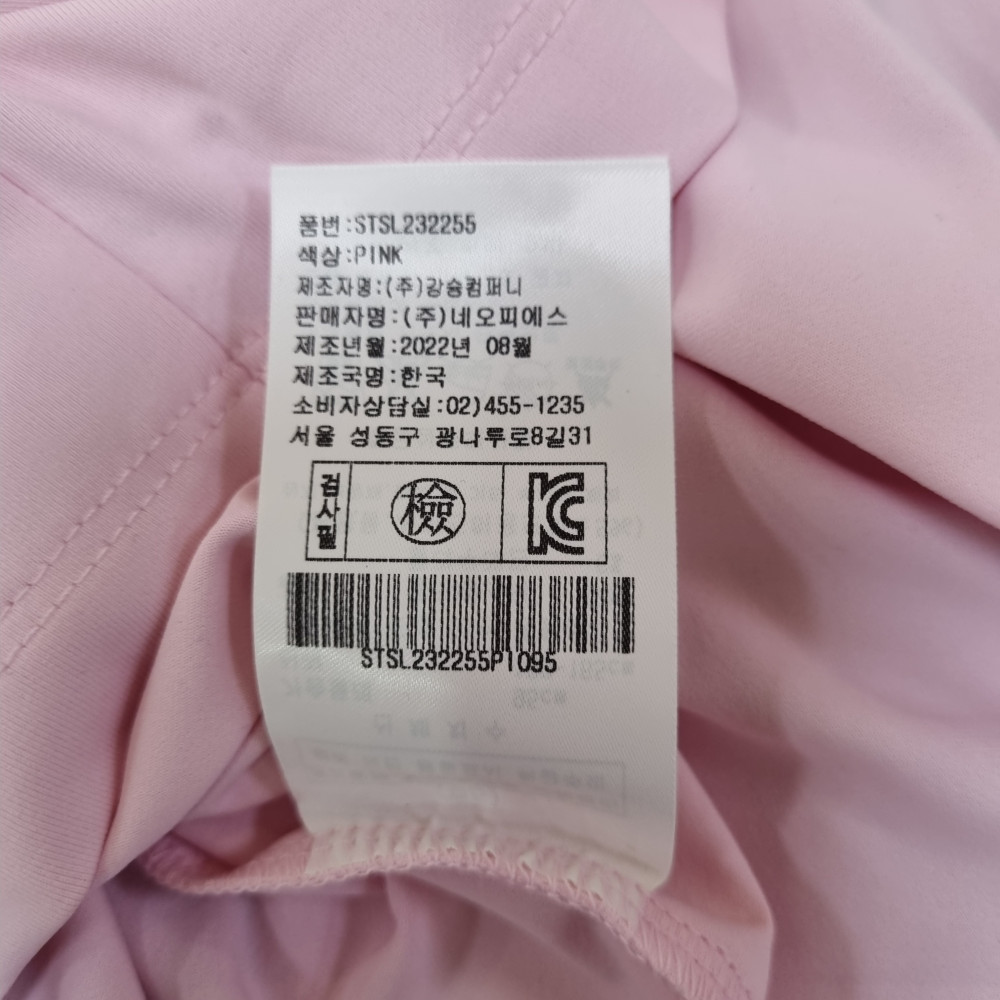 품번:STSL232255
색상:PINK
제조자명:(주)강슝컴퍼니
판매자명:(주)네오피에스
제조년월:2022년 08월
제조국명:한국
소비자상담실:02)455-1235
서울 성동구 광나루로8길31
검사필
檢
KC
STSL232255PI095